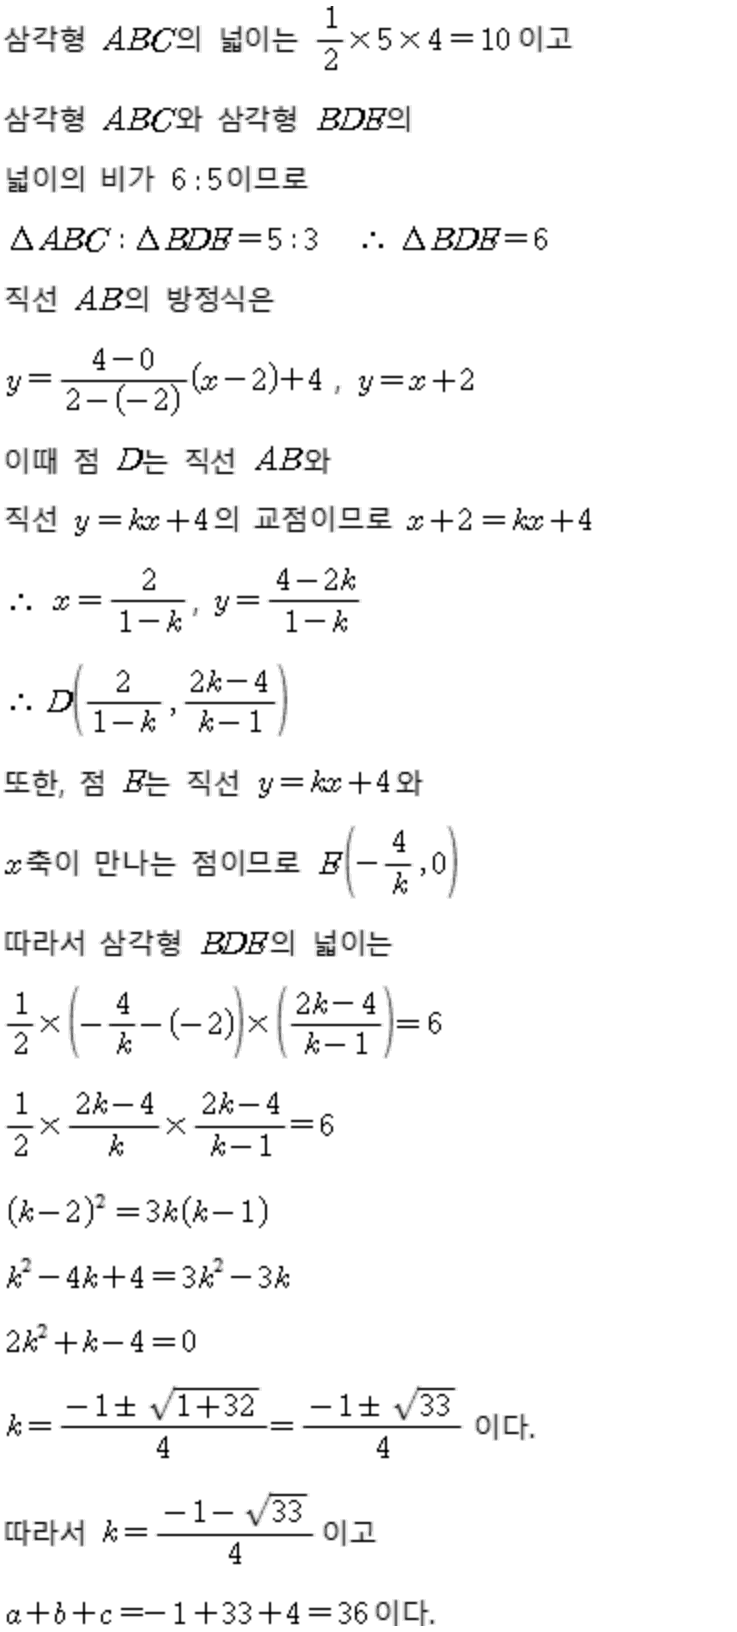 삼각형 ABC의 넓이는 1/2×5×4=10 이고
삼각형 ABC와 삼각형 BDE의
넓이의 비가 6:5이므로
△ABC:△BDE=5:3 ∴ △BDE=6
직선 AB의 방정식은
y=(4-0)/(2-(-2))(x-2)+4 , y=x+2
이때 점 D는 직선 AB와
직선 y=kx+4의 교점이므로 x+2=kx+4
∴ x=2/(1-k), y=(4-2k)/(1-k)
∴ D(2/(1-k), (2k-4)/(k-1))
또한, 점 E는 직선 y=kx+4와
x축이 만나는 점이므로 E(-4/k, 0)
따라서 삼각형 BDE의 넓이는
1/2×(-4/k-(-2))×((2k-4)/(k-1))=6
1/2×(2k-4)/k×(2k-4)/(k-1)=6
(k-2)²=3k(k-1)
k²-4k+4=3k²-3k
2k²+k-4=0
k=(-1±√(1+32))/4=(-1±√33)/4 이다.
따라서 k=(-1-√33)/4 이고
a+b+c=-1+33+4=36이다.